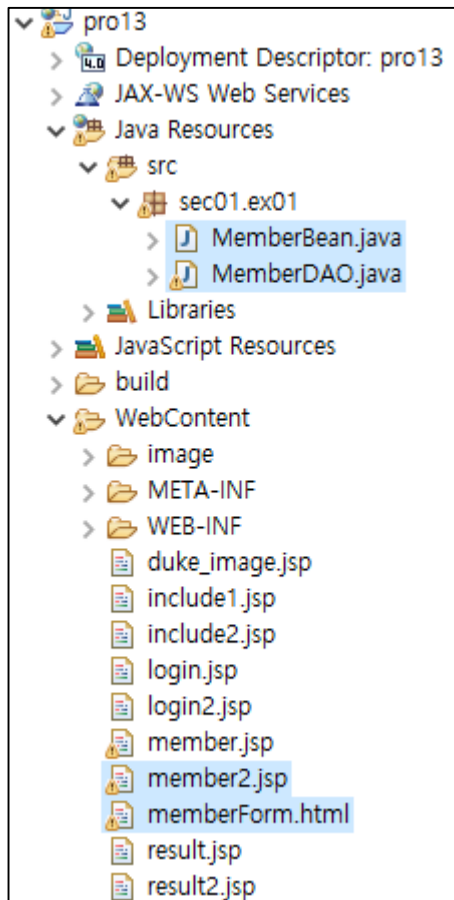 pro13
4.0 Deployment Descriptor: pro13
JAX-WS Web Services
Java Resources
src
sec01.ex01
J MemberBean.java
J MemberDAO.java
Libraries
JavaScript Resources
build
WebContent
image
META-INF
WEB-INF
duke_image.jsp
include1.jsp
include2.jsp
login.jsp
login2.jsp
member.jsp
member2.jsp
memberForm.html
result.jsp
result2.jsp